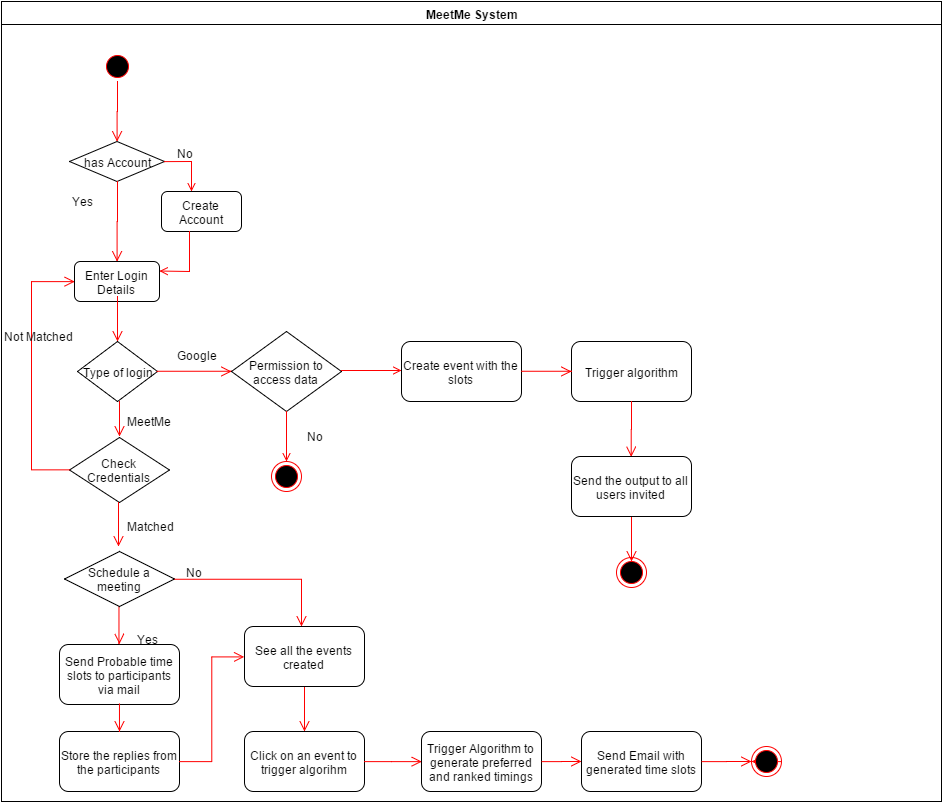 MeetMe System
has Account
No
Yes
Create
Account
Enter Login
Details
Not Matched
Type of login
Google
Permission to
access data
Create event with the
slots
Trigger algorithm
MeetMe
No
Check
Credentials
Send the output to all
users invited
Matched
Schedule a
meeting
No
Yes
See all the events
created
Send Probable time
slots to participants
via mail
Store the replies from
the participants
Click on an event to
trigger algorihm
Trigger Algorithm to
generate preferred
and ranked timings
Send Email with
generated time slots